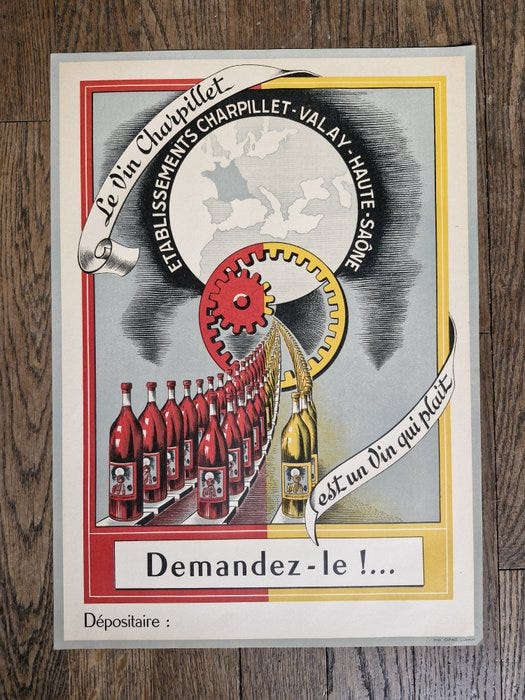 Le Vin Charpillet
ETABLISSEMENTS CHARPILLET-VALAY-HAUTE-SAÔNE
est un Vin qui plait
Demandez-le !...
Dépositaire :